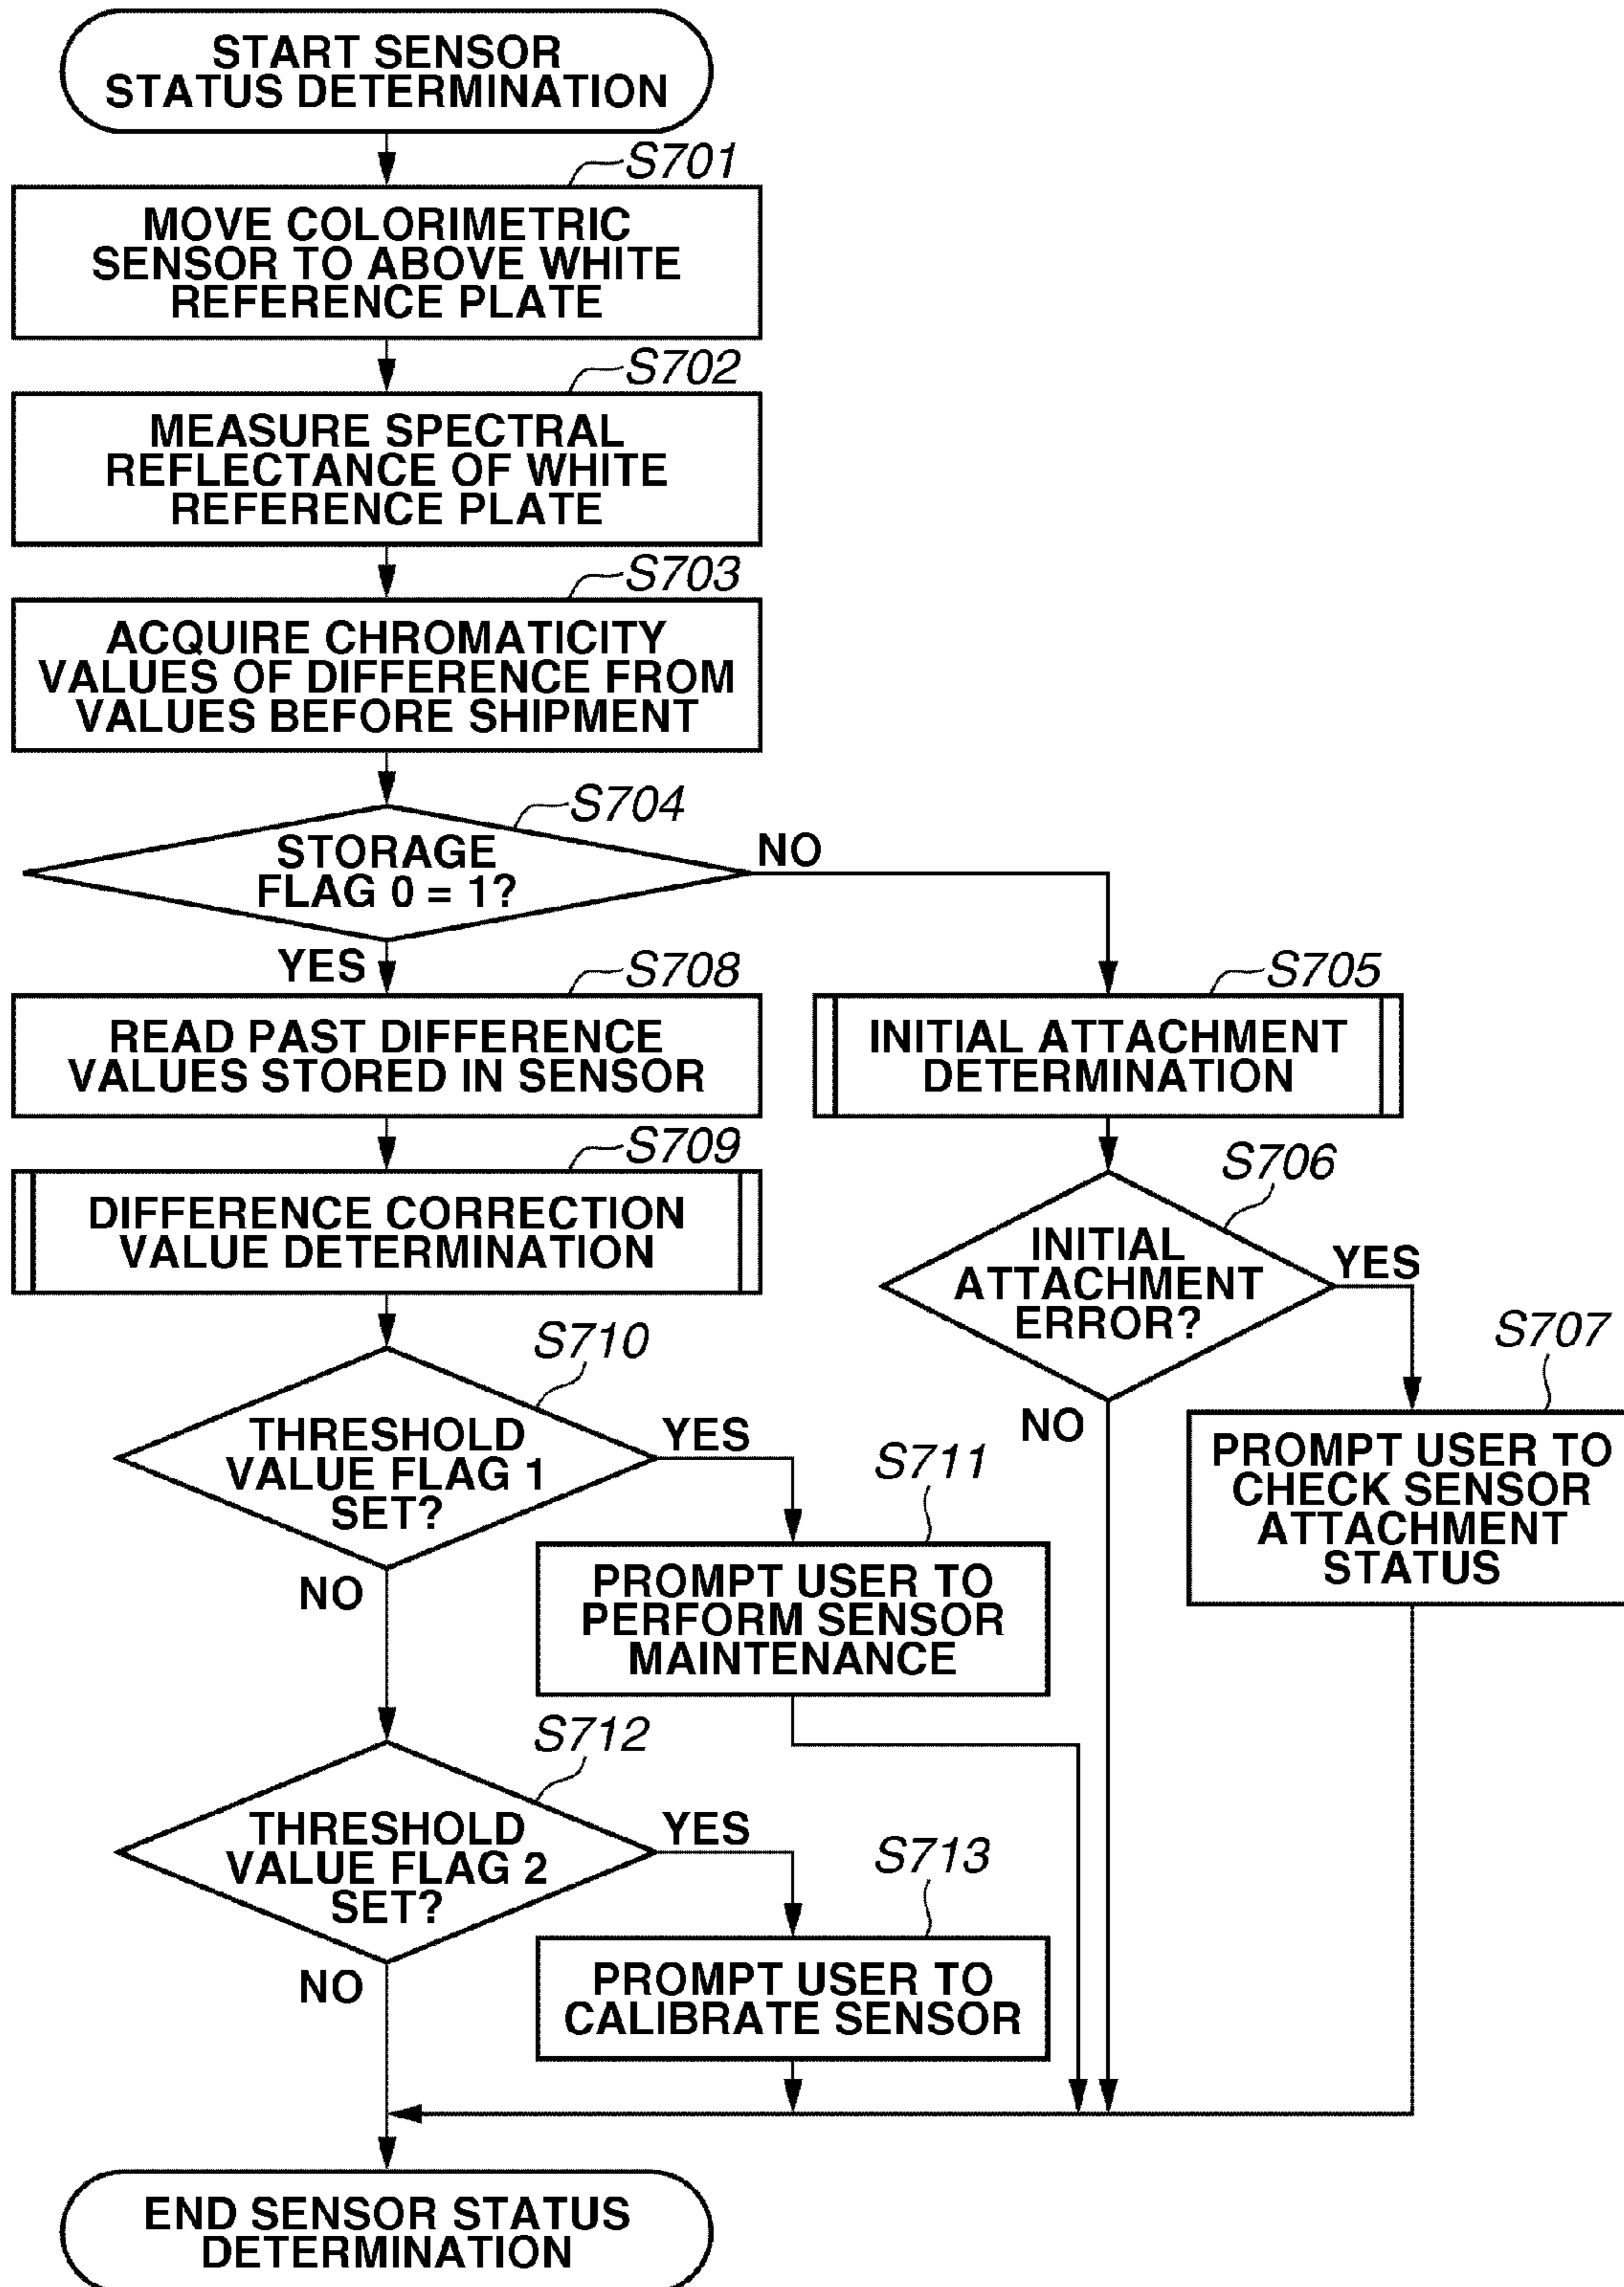 START SENSOR
STATUS DETERMINATION
S701
MOVE COLORIMETRIC
SENSOR TO ABOVE WHITE
REFERENCE PLATE
S702
MEASURE SPECTRAL
REFLECTANCE OF WHITE
REFERENCE PLATE
S703
ACQUIRE CHROMATICITY
VALUES OF DIFFERENCE FROM
VALUES BEFORE SHIPMENT
S704
STORAGE
FLAG 0 = 1?
NO
YES
S708
READ PAST DIFFERENCE
VALUES STORED IN SENSOR
S705
INITIAL ATTACHMENT
DETERMINATION
S709
DIFFERENCE CORRECTION
VALUE DETERMINATION
S706
INITIAL
ATTACHMENT
ERROR?
YES
NO
S707
PROMPT USER TO
CHECK SENSOR
ATTACHMENT
STATUS
S710
THRESHOLD
VALUE FLAG 1
SET?
YES
NO
S711
PROMPT USER TO
PERFORM SENSOR
MAINTENANCE
S712
THRESHOLD
VALUE FLAG 2
SET?
YES
NO
S713
PROMPT USER TO
CALIBRATE SENSOR
END SENSOR STATUS
DETERMINATION